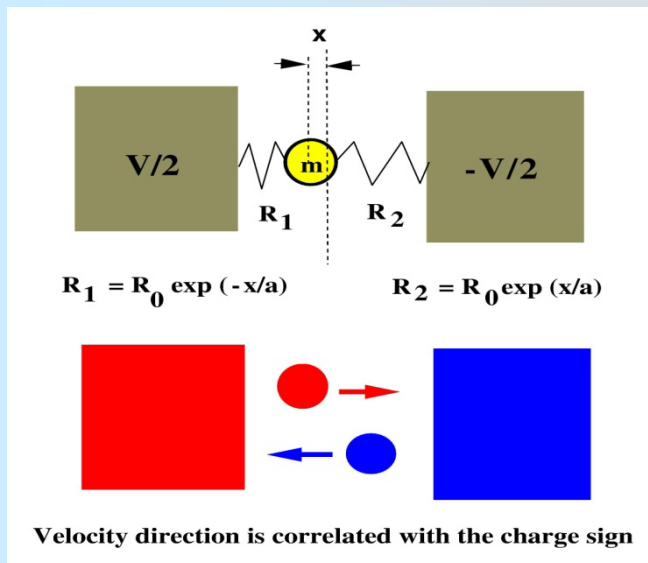 x
V/2
m
-V/2
R1
R2
R1 = R0 exp (-x/a)
R2 = R0 exp (x/a)
Velocity direction is correlated with the charge sign